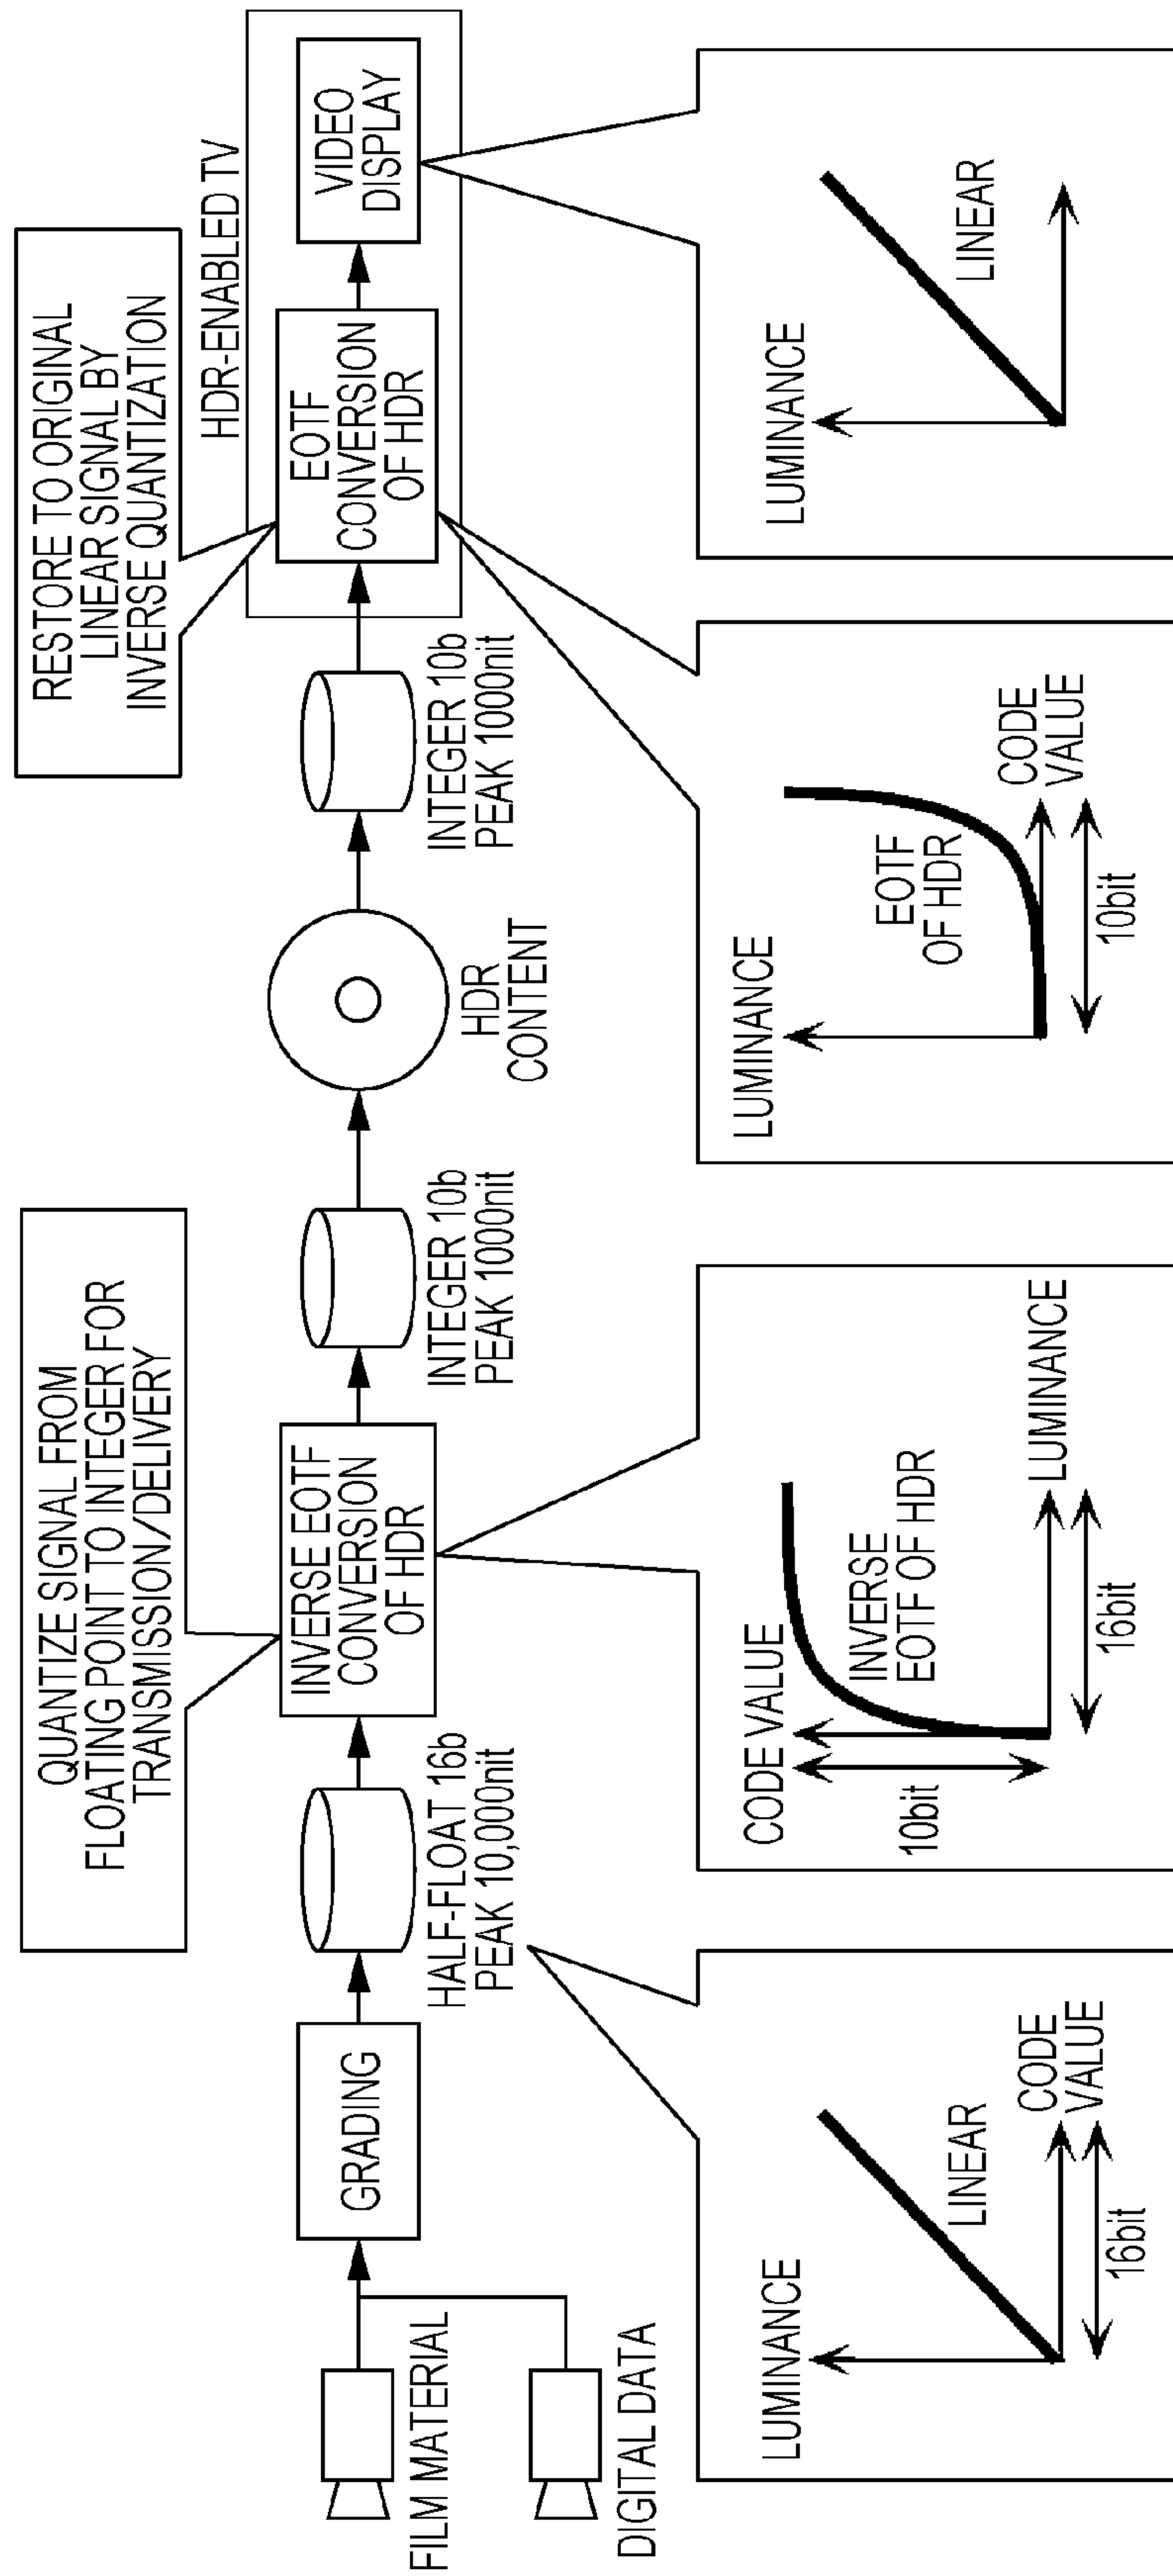 QUANTIZE SIGNAL FROM
FLOATING POINT TO INTEGER FOR
TRANSMISSION/DELIVERY
RESTORE TO ORIGINAL
LINEAR SIGNAL BY
INVERSE QUANTIZATION
HDR-ENABLED TV
FILM MATERIAL
DIGITAL DATA
GRADING
HALF-FLOAT 16b
PEAK 10,000nit
INVERSE EOTF
CONVERSION
OF HDR
INTEGER 10b
PEAK 1000nit
HDR
CONTENT
INTEGER 10b
PEAK 1000nit
EOTF
CONVERSION
OF HDR
VIDEO
DISPLAY
LUMINANCE
LINEAR
CODE
VALUE
16bit
CODE VALUE
10bit
INVERSE
EOTF OF HDR
LUMINANCE
16bit
LUMINANCE
EOTF
OF HDR
CODE
VALUE
10bit
LUMINANCE
LINEAR